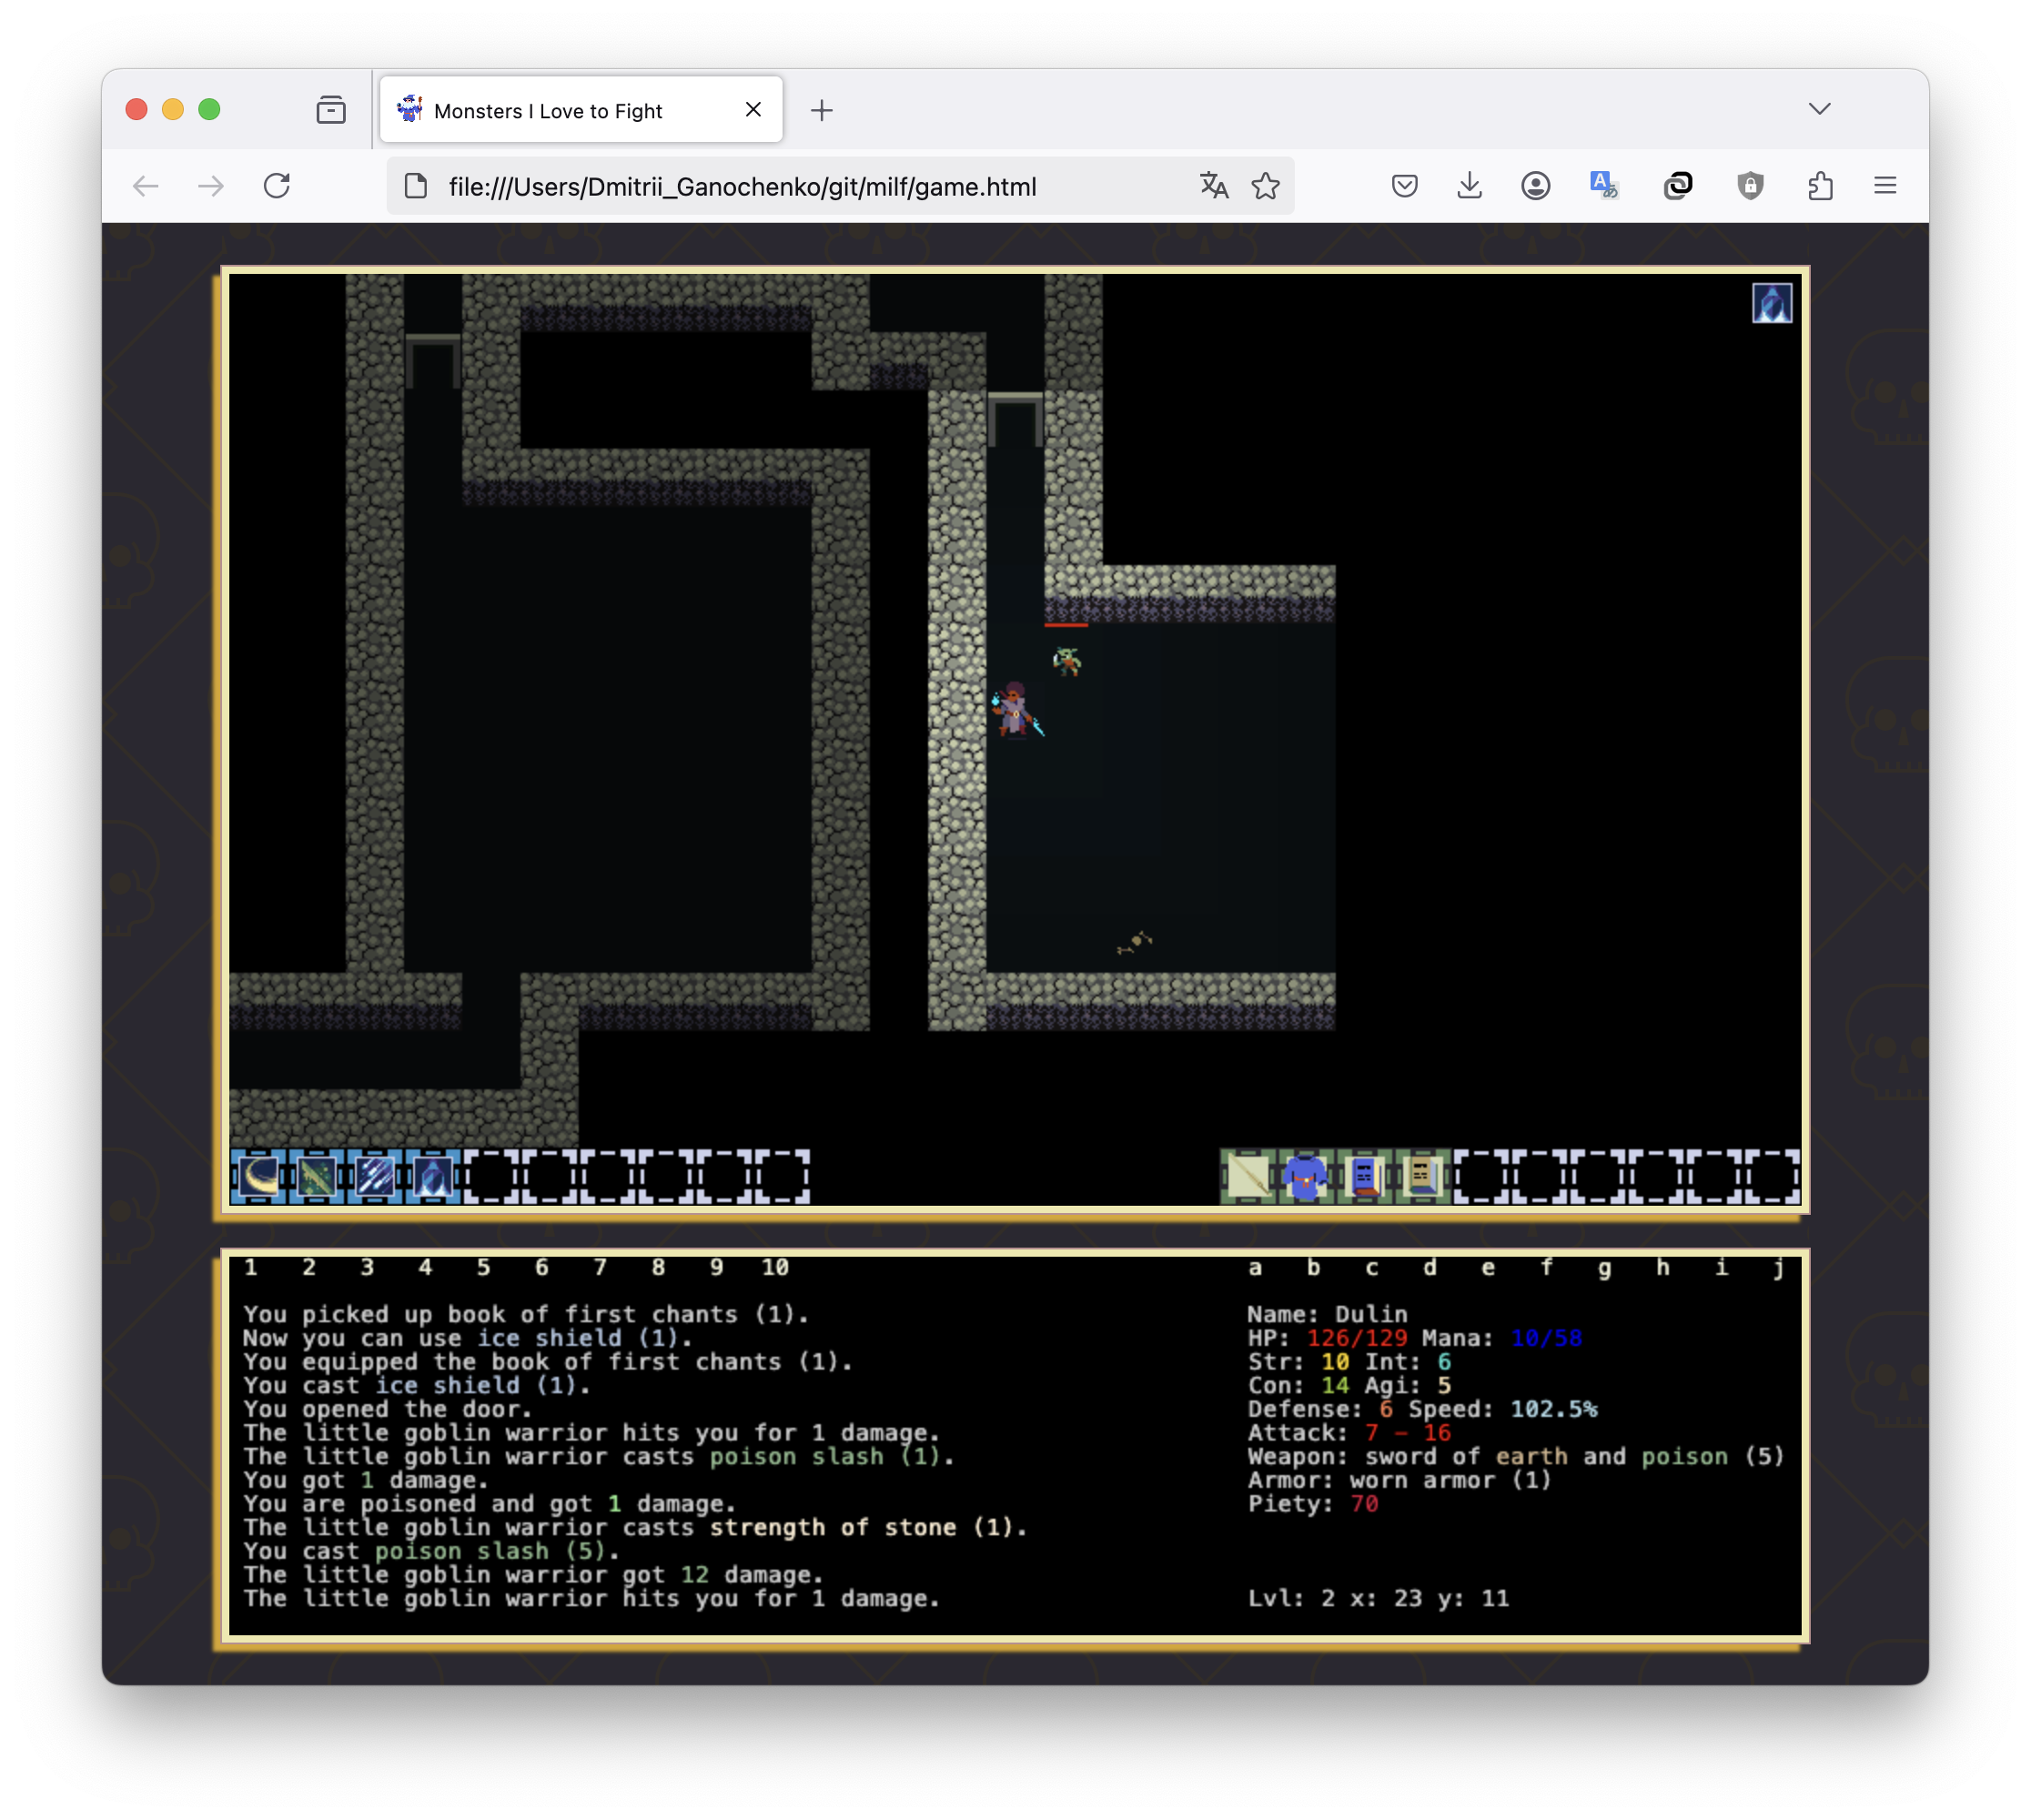 Monsters I Love to Fight
file:///Users/Dmitrii_Ganochenko/git/milf/game.html
1 2 3 4 5 6 7 8 9 10
a b c d e f g h i j
You picked up book of first chants (1).
Now you can use ice shield (1).
You equipped the book of first chants (1).
You cast ice shield (1).
You opened the door.
The little goblin warrior hits you for 1 damage.
The little goblin warrior casts poison slash (1).
You got 1 damage.
You are poisoned and got 1 damage.
The little goblin warrior casts strength of stone (1).
You cast poison slash (5).
The little goblin warrior got 12 damage.
The little goblin warrior hits you for 1 damage.
Name: Dulin
HP: 126/129 Mana: 10/58
Str: 10 Int: 6
Con: 14 Agi: 5
Defense: 6 Speed: 102.5%
Attack: 7 - 16
Weapon: sword of earth and poison (5)
Armor: worn armor (1)
Piety: 70
Lvl: 2 x: 23 y: 11